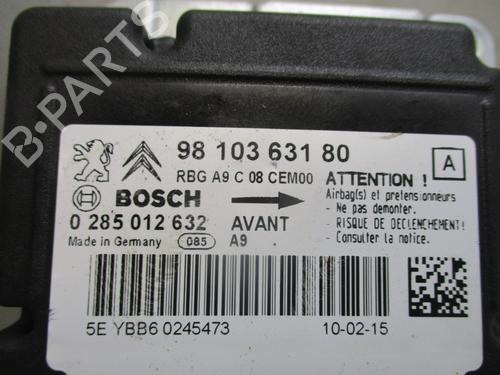 B-PARTS
98 103 631 80
A
RBG A9 C 08 CEM00
ATTENTION !
BOSCH
Airbag(s) et pretensionneurs
- Ne pas demonter.
0 285 012 632
AVANT
- RISQUE DE DECLENCHEMENT!
Made in Germany
085
A9
- Consulter la notice.
5E YBB6 0245473
10-02-15